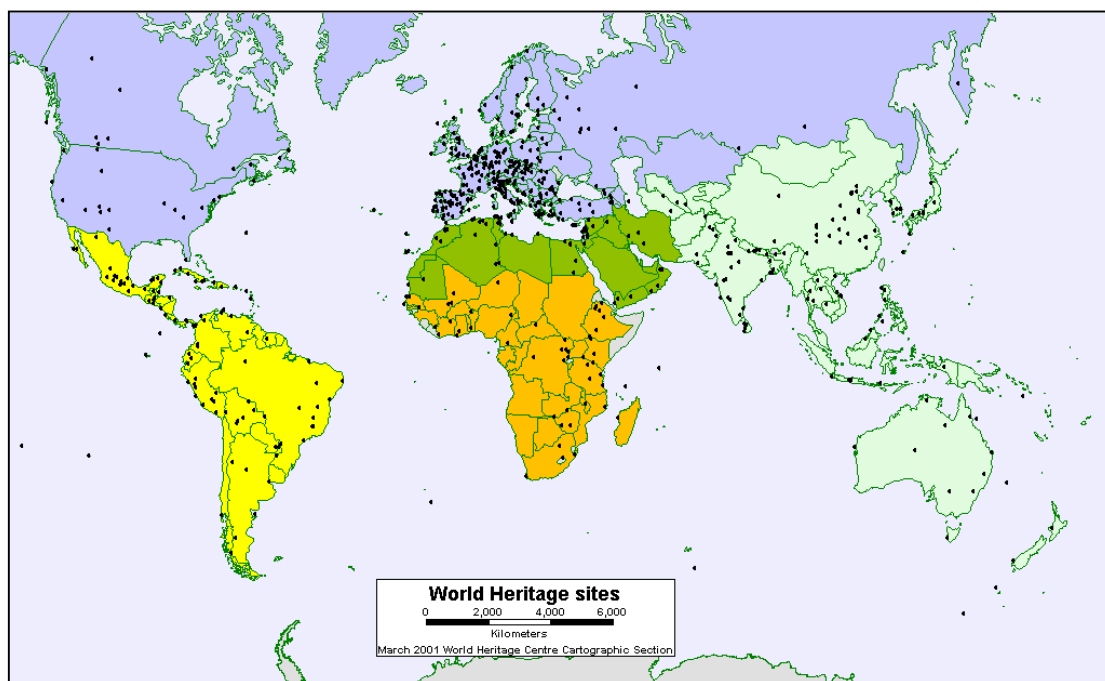 World Heritage sites
0 2,000 4,000 6,000
Kilometers
March 2001 World Heritage Centre Cartographic Section